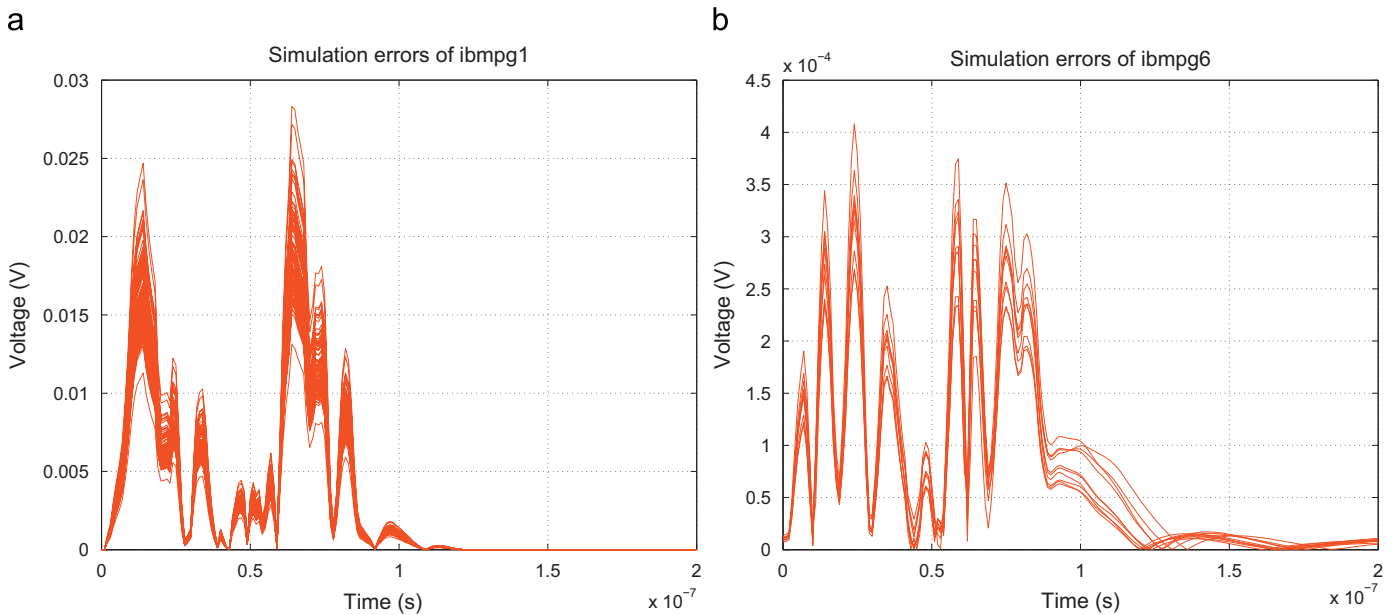 a
Simulation errors of ibmpg1
0.03
0.025
0.02
0.015
0.01
0.005
0
Voltage (V)
0
0.5
1
1.5
2
Time (s)
x 10⁻⁷
b
Simulation errors of ibmpg6
x 10⁻⁴
4.5
4
3.5
3
2.5
2
1.5
1
0.5
0
Voltage (V)
0
0.5
1
1.5
2
Time (s)
x 10⁻⁷